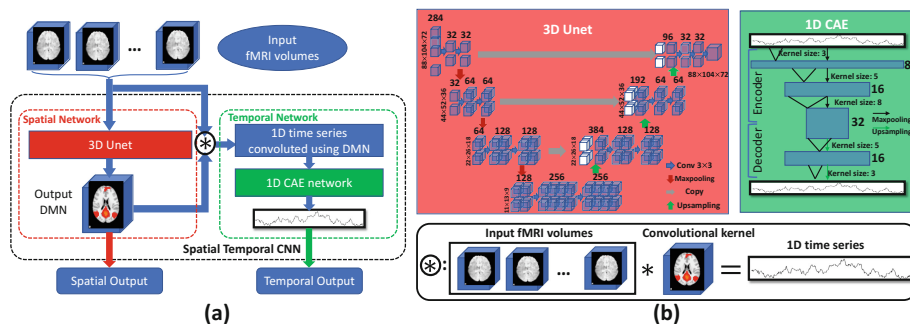 Input
fMRI volumes
...
Spatial Network
Temporal Network
3D Unet
1D time series
convoluted using DMN
Output
DMN
1D CAE network
Spatial Temporal CNN
Spatial Output
Temporal Output
(a)
3D Unet
284
32 32
96 32 32
88×104×72
88×104×72
32 64 64
192 64 64
44×52×36
44×52×36
64 128 128
384 128 128
22×26×18
22×26×18
128 256 256
11×13×9
Conv 3×3
Maxpooling
Copy
Upsampling
1D CAE
Kernel size: 3
8
Kernel size: 5
16
Kernel size: 8
32
Maxpooling
Upsampling
Kernel size: 5
16
Kernel size: 3
Encoder
Decoder
Input fMRI volumes
Convolutional kernel
1D time series
: ... * =
(b)